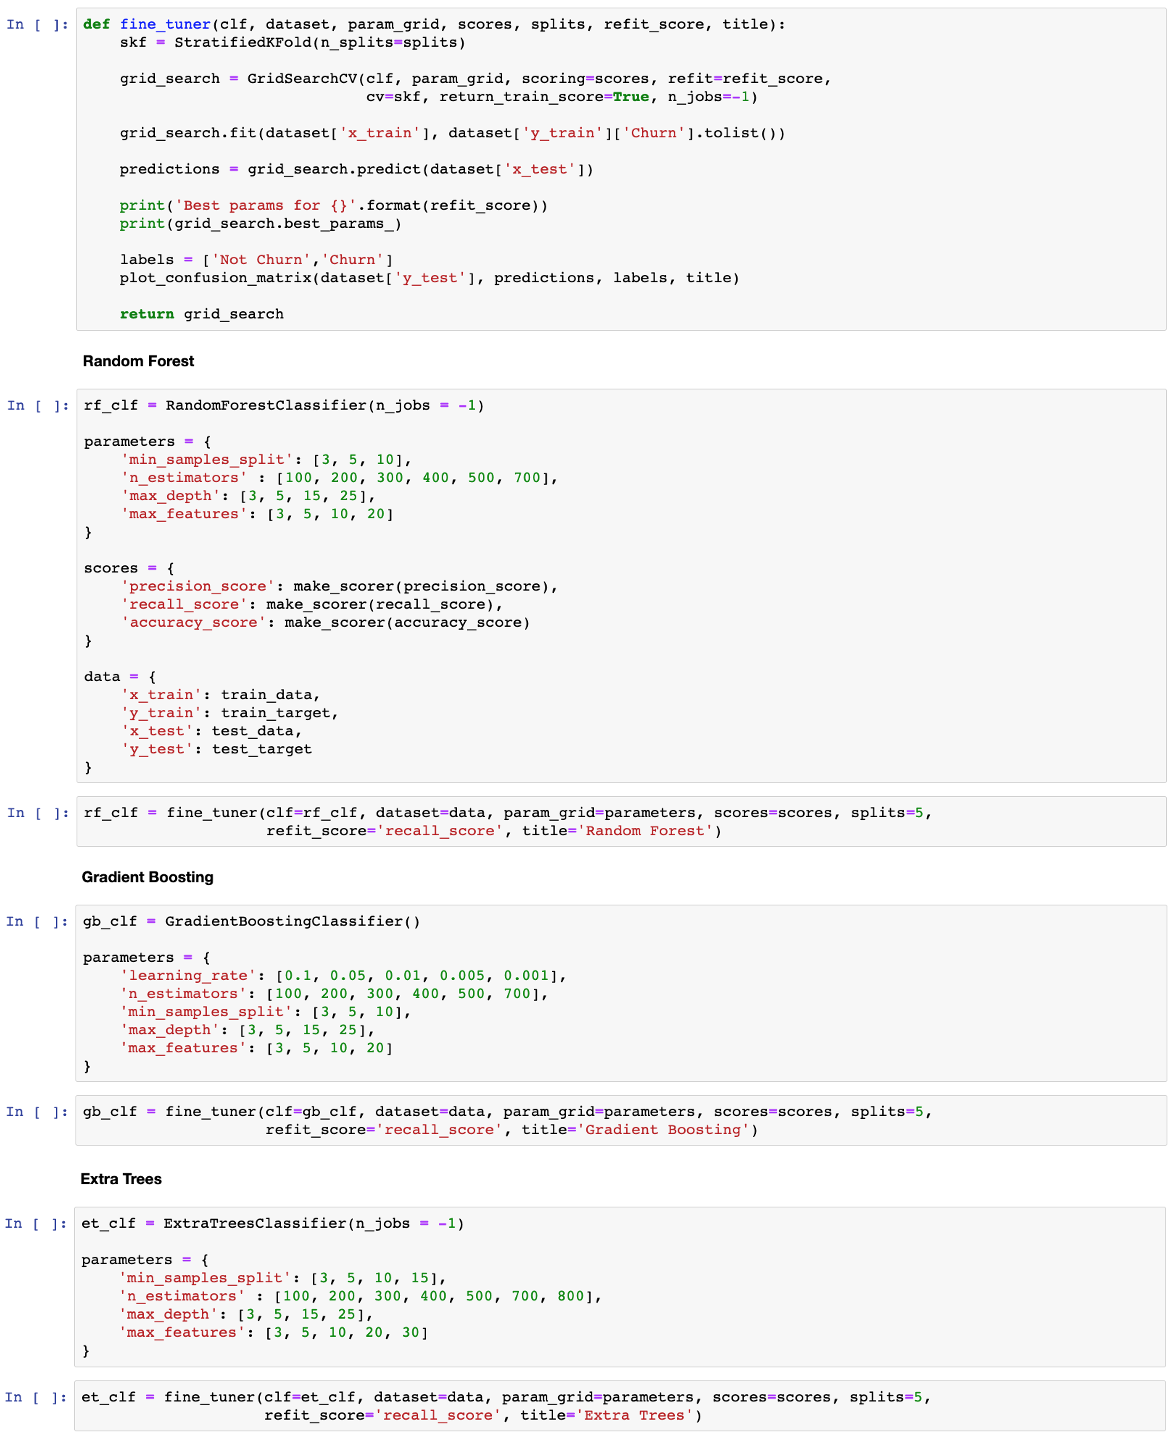 In [ ]: def fine_tuner(clf, dataset, param_grid, scores, splits, refit_score, title):
    skf = StratifiedKFold(n_splits=splits)
    grid_search = GridSearchCV(clf, param_grid, scoring=scores, refit=refit_score,
                               cv=skf, return_train_score=True, n_jobs=-1)
    grid_search.fit(dataset['x_train'], dataset['y_train']['Churn'].tolist())
    predictions = grid_search.predict(dataset['x_test'])
    print('Best params for {}'.format(refit_score))
    print(grid_search.best_params_)
    labels = ['Not Churn','Churn']
    plot_confusion_matrix(dataset['y_test'], predictions, labels, title)
    return grid_search
Random Forest
In [ ]: rf_clf = RandomForestClassifier(n_jobs = -1)
parameters = {
    'min_samples_split': [3, 5, 10],
    'n_estimators' : [100, 200, 300, 400, 500, 700],
    'max_depth': [3, 5, 15, 25],
    'max_features': [3, 5, 10, 20]
}
scores = {
    'precision_score': make_scorer(precision_score),
    'recall_score': make_scorer(recall_score),
    'accuracy_score': make_scorer(accuracy_score)
}
data = {
    'x_train': train_data,
    'y_train': train_target,
    'x_test': test_data,
    'y_test': test_target
}
In [ ]: rf_clf = fine_tuner(clf=rf_clf, dataset=data, param_grid=parameters, scores=scores, splits=5,
                    refit_score='recall_score', title='Random Forest')
Gradient Boosting
In [ ]: gb_clf = GradientBoostingClassifier()
parameters = {
    'learning_rate': [0.1, 0.05, 0.01, 0.005, 0.001],
    'n_estimators': [100, 200, 300, 400, 500, 700],
    'min_samples_split': [3, 5, 10],
    'max_depth': [3, 5, 15, 25],
    'max_features': [3, 5, 10, 20]
}
In [ ]: gb_clf = fine_tuner(clf=gb_clf, dataset=data, param_grid=parameters, scores=scores, splits=5,
                    refit_score='recall_score', title='Gradient Boosting')
Extra Trees
In [ ]: et_clf = ExtraTreesClassifier(n_jobs = -1)
parameters = {
    'min_samples_split': [3, 5, 10, 15],
    'n_estimators' : [100, 200, 300, 400, 500, 700, 800],
    'max_depth': [3, 5, 15, 25],
    'max_features': [3, 5, 10, 20, 30]
}
In [ ]: et_clf = fine_tuner(clf=et_clf, dataset=data, param_grid=parameters, scores=scores, splits=5,
                    refit_score='recall_score', title='Extra Trees')